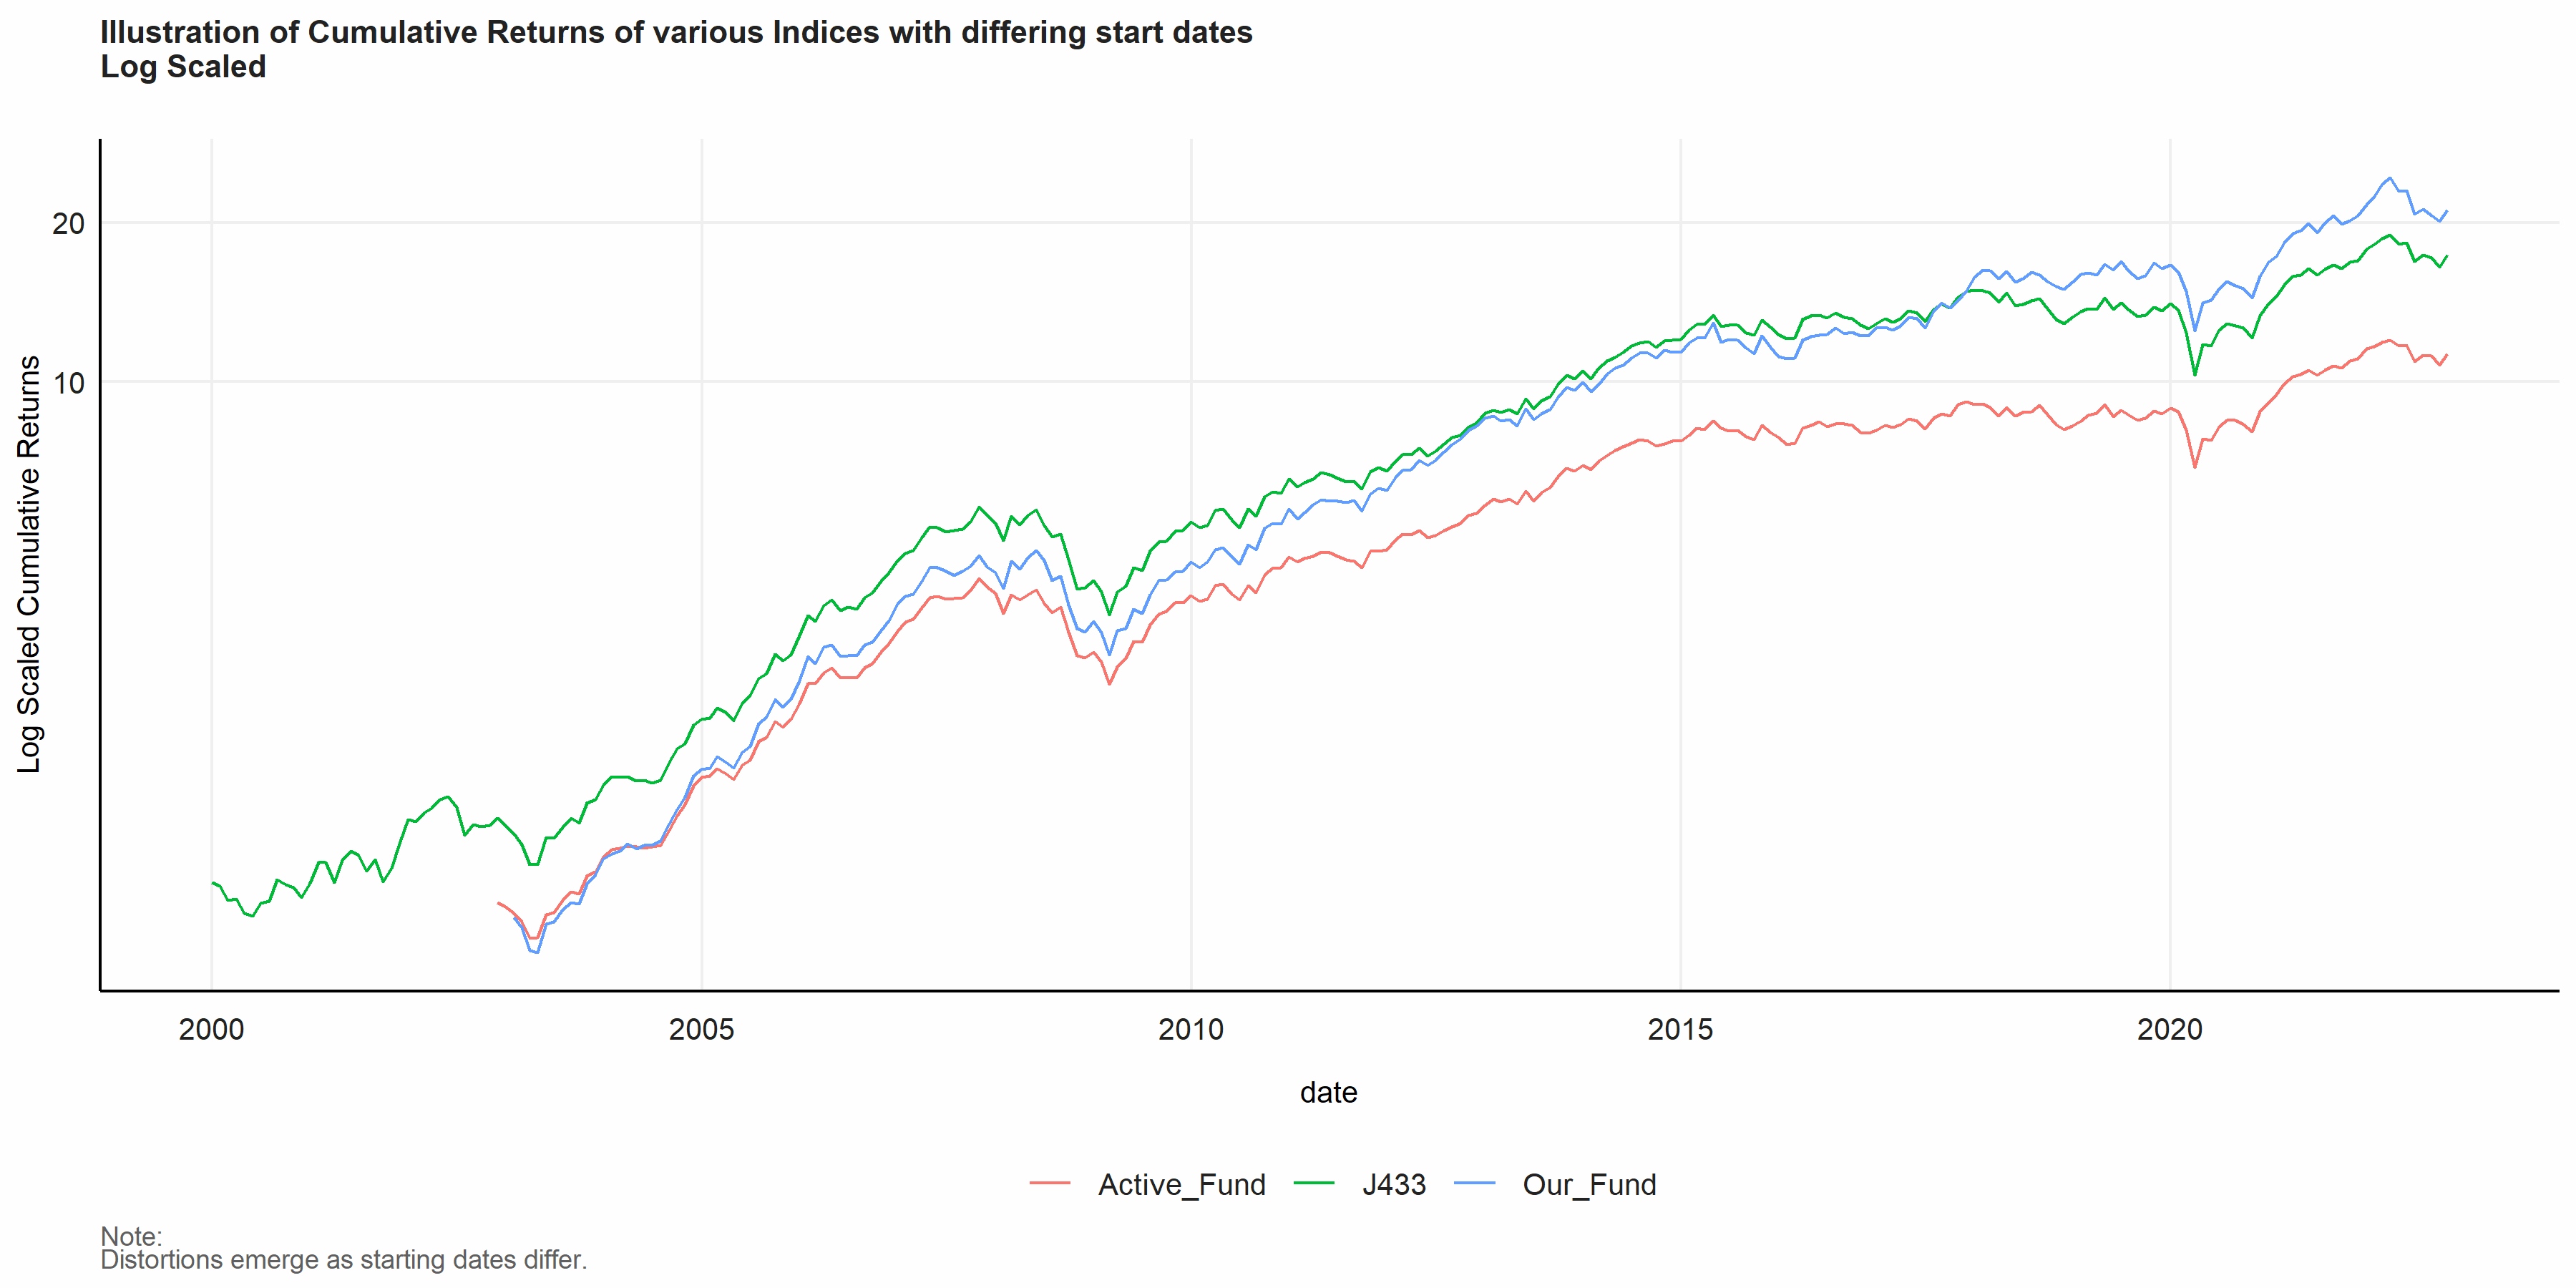 Illustration of Cumulative Returns of various Indices with differing start dates
Log Scaled
Log Scaled Cumulative Returns
20
10
2000 2005 2010 2015 2020
date
Active_Fund J433 Our_Fund
Note:
Distortions emerge as starting dates differ.